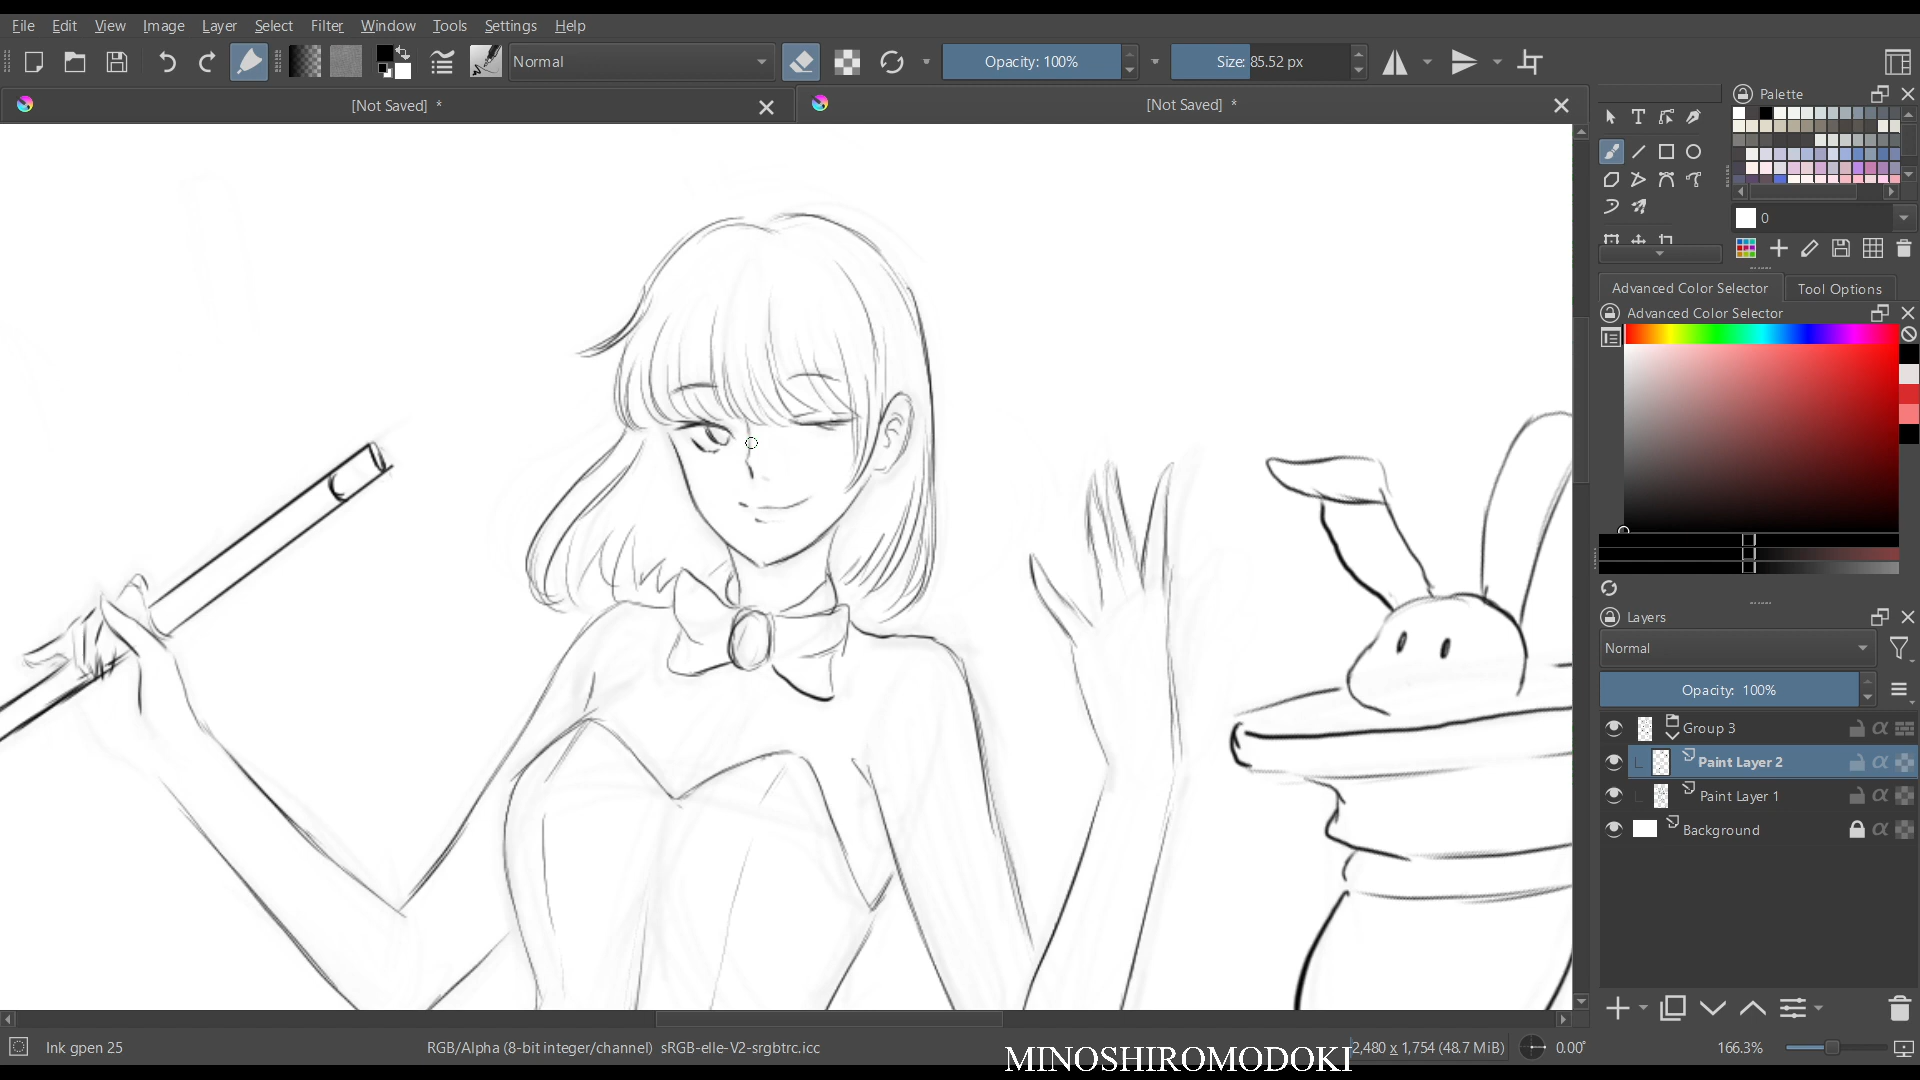 File Edit View Image Layer Select Filter Window Tools Settings Help
Normal
Opacity: 100%
Size: 85.52 px
[Not Saved] *
[Not Saved] *
Palette
0
Advanced Color Selector
Tool Options
Advanced Color Selector
Layers
Normal
Opacity: 100%
Group 3
Paint Layer 2
Paint Layer 1
Background
Ink gpen 25
RGB/Alpha (8-bit integer/channel) sRGB-elle-V2-srgbtrc.icc
MINOSHIROMODOKI
2,480 x 1,754 (48.7 MiB)
0.00°
166.3%